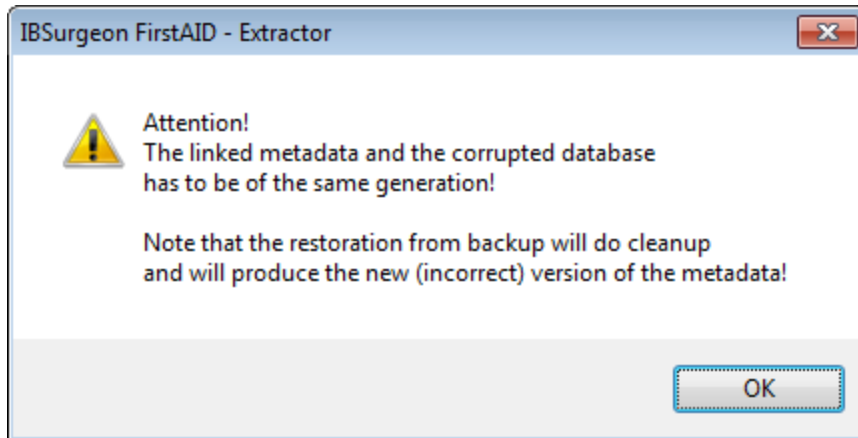 IBSurgeon FirstAID - Extractor
Attention!
The linked metadata and the corrupted database
has to be of the same generation!
Note that the restoration from backup will do cleanup
and will produce the new (incorrect) version of the metadata!
OK